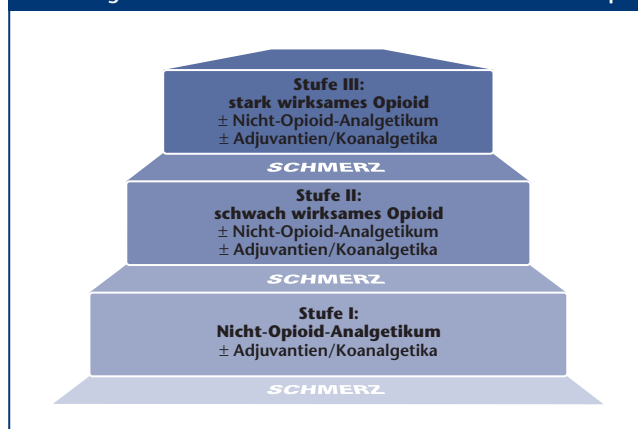 Stufe III:
stark wirksames Opioid
± Nicht-Opioid-Analgetikum
± Adjuvantien/Koanalgetika
SCHMERZ
Stufe II:
schwach wirksames Opioid
± Nicht-Opioid-Analgetikum
± Adjuvantien/Koanalgetika
SCHMERZ
Stufe I:
Nicht-Opioid-Analgetikum
± Adjuvantien/Koanalgetika
SCHMERZ